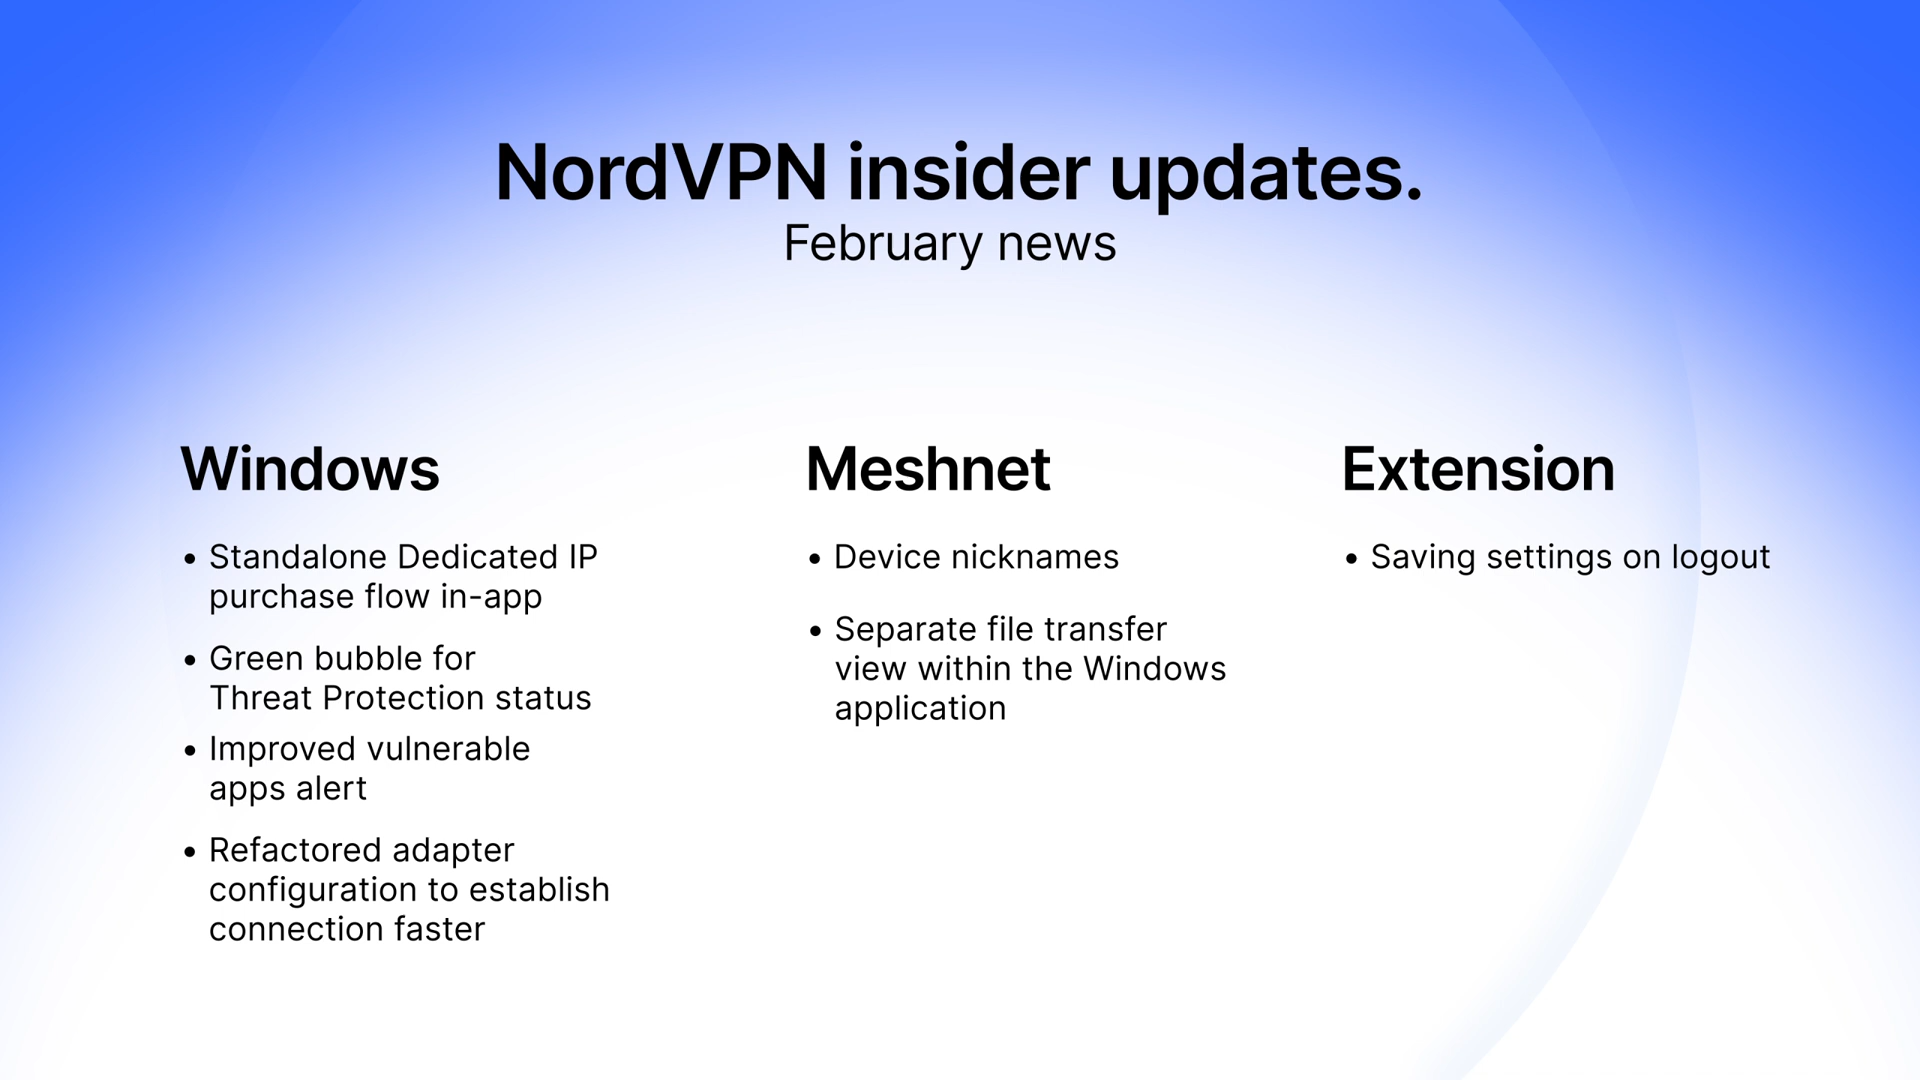 NordVPN insider updates.
February news
Windows
• Standalone Dedicated IP
purchase flow in-app
• Green bubble for
Threat Protection status
• Improved vulnerable
apps alert
• Refactored adapter
configuration to establish
connection faster
Meshnet
• Device nicknames
• Separate file transfer
view within the Windows
application
Extension
• Saving settings on logout